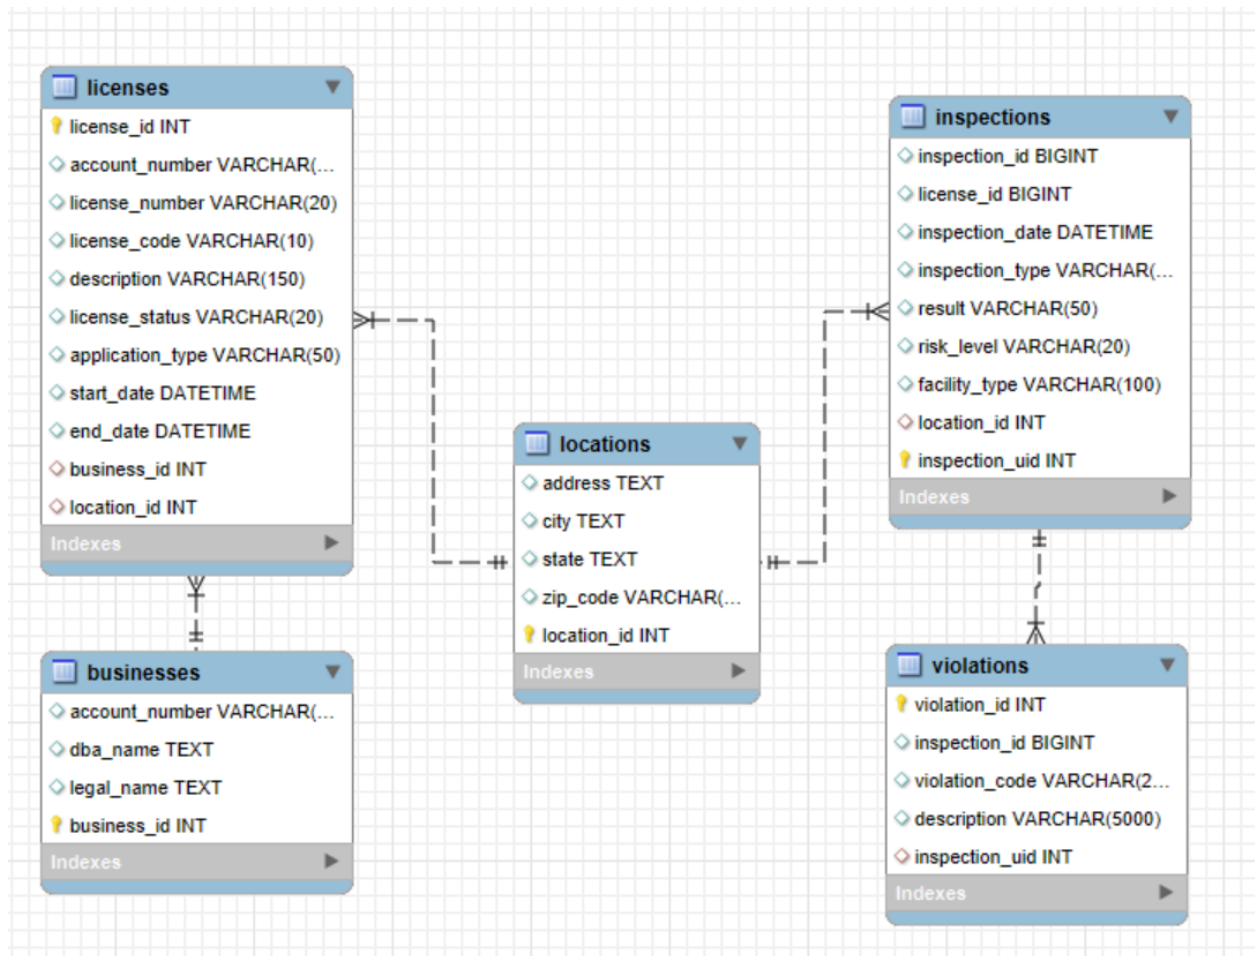 licenses
license_id INT
account_number VARCHAR(...
license_number VARCHAR(20)
license_code VARCHAR(10)
description VARCHAR(150)
license_status VARCHAR(20)
application_type VARCHAR(50)
start_date DATETIME
end_date DATETIME
business_id INT
location_id INT
Indexes
businesses
account_number VARCHAR(...
dba_name TEXT
legal_name TEXT
business_id INT
Indexes
locations
address TEXT
city TEXT
state TEXT
zip_code VARCHAR(...
location_id INT
Indexes
inspections
inspection_id BIGINT
license_id BIGINT
inspection_date DATETIME
inspection_type VARCHAR(...
result VARCHAR(50)
risk_level VARCHAR(20)
facility_type VARCHAR(100)
location_id INT
inspection_uid INT
Indexes
violations
violation_id INT
inspection_id BIGINT
violation_code VARCHAR(2...
description VARCHAR(5000)
inspection_uid INT
Indexes